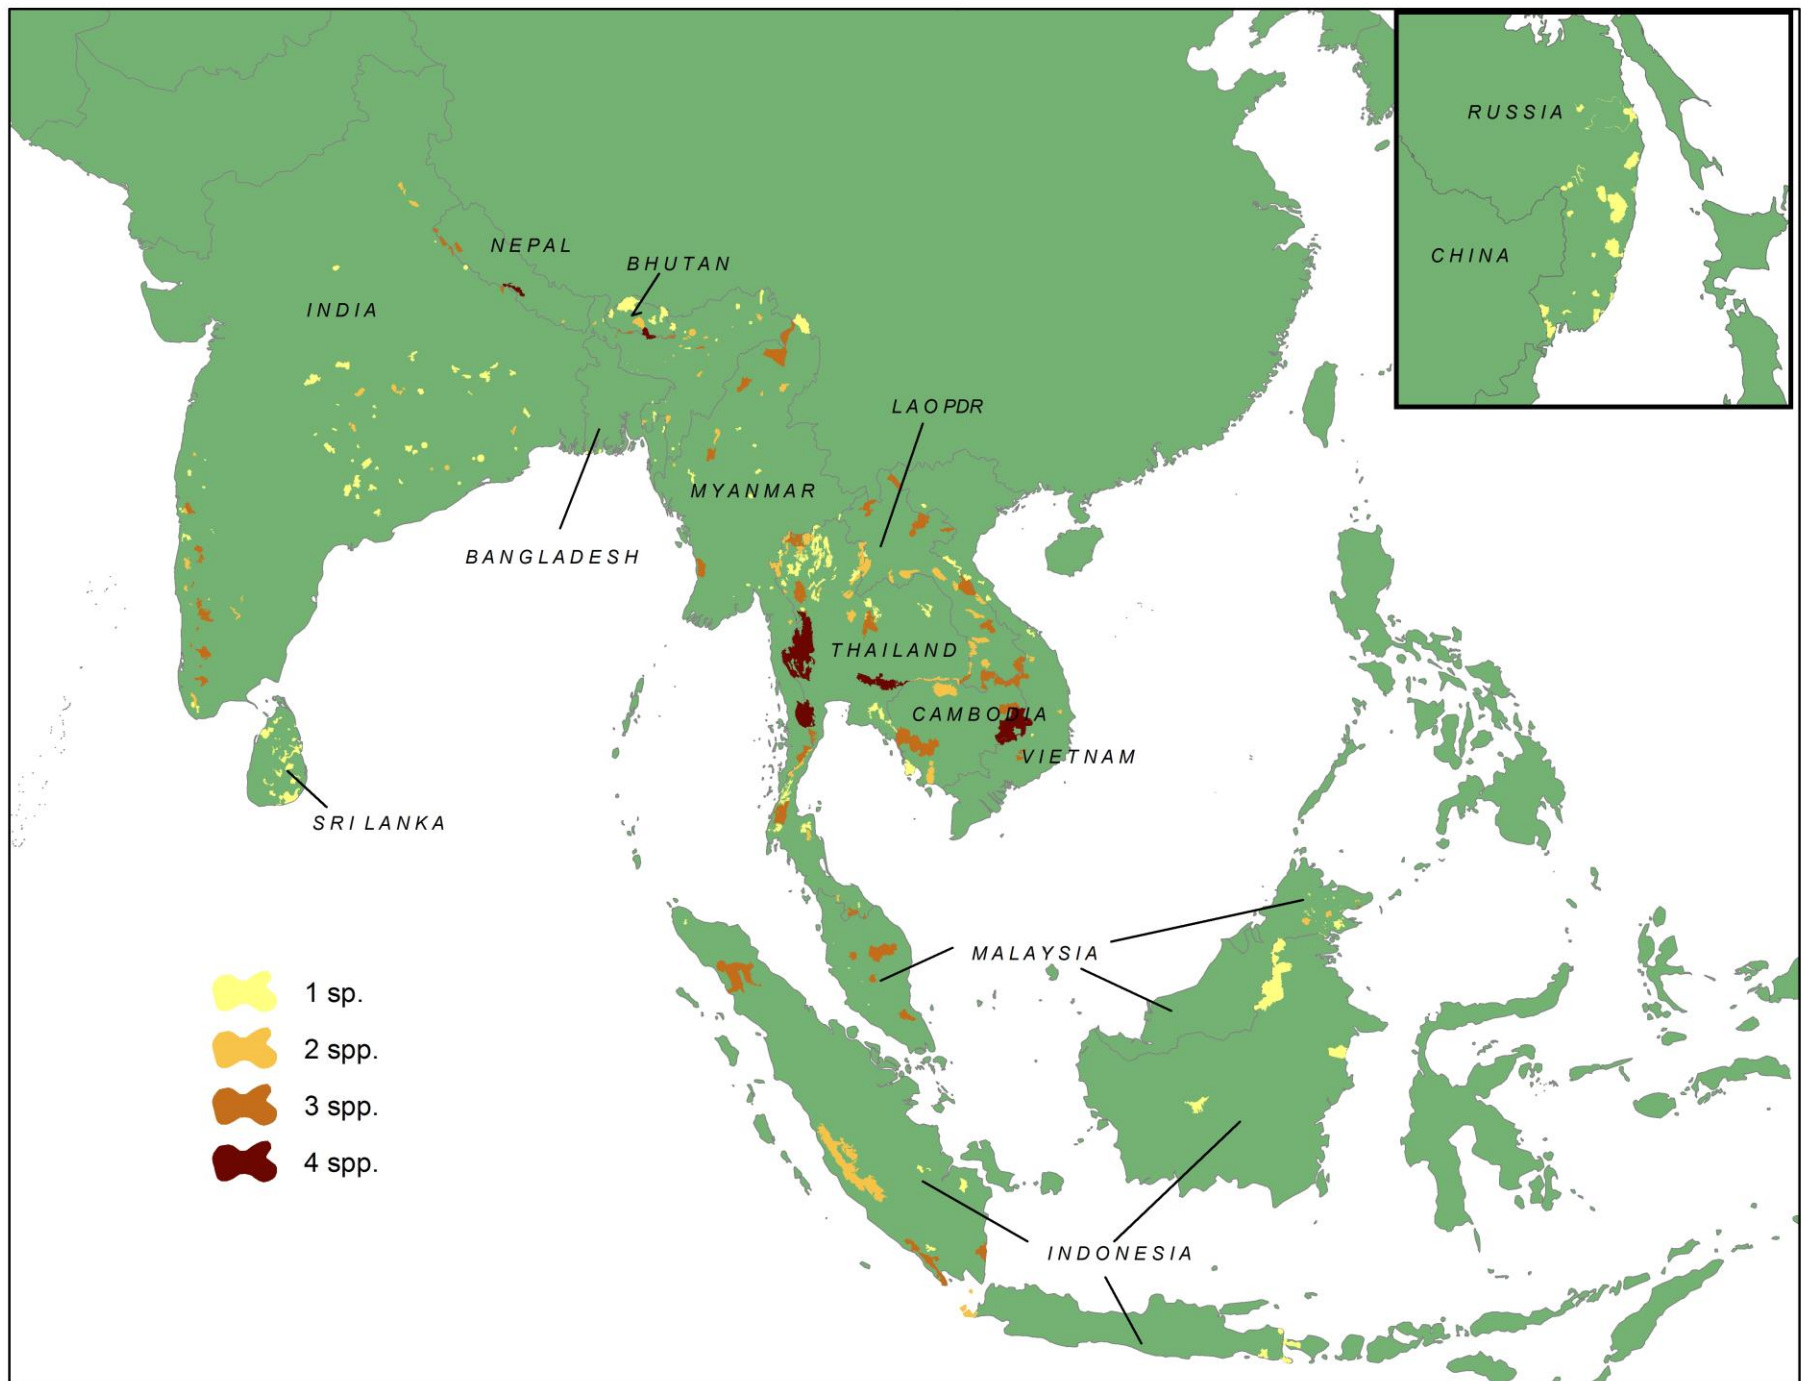 RUSSIA
CHINA
NEPAL
BHUTAN
INDIA
LAO PDR
MYANMAR
BANGLADESH
THAILAND
CAMBODIA
VIETNAM
SRI LANKA
MALAYSIA
1 sp.
2 spp.
3 spp.
4 spp.
INDONESIA